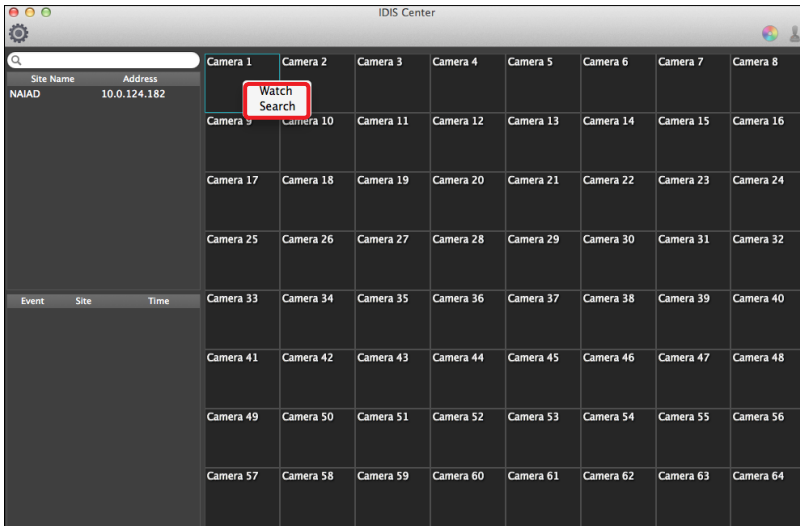 IDIS Center
Site Name Address
NAIAD 10.0.124.182
Event Site Time
Camera 1 Camera 2 Camera 3 Camera 4 Camera 5 Camera 6 Camera 7 Camera 8
Watch
Search
Camera 9 Camera 10 Camera 11 Camera 12 Camera 13 Camera 14 Camera 15 Camera 16
Camera 17 Camera 18 Camera 19 Camera 20 Camera 21 Camera 22 Camera 23 Camera 24
Camera 25 Camera 26 Camera 27 Camera 28 Camera 29 Camera 30 Camera 31 Camera 32
Camera 33 Camera 34 Camera 35 Camera 36 Camera 37 Camera 38 Camera 39 Camera 40
Camera 41 Camera 42 Camera 43 Camera 44 Camera 45 Camera 46 Camera 47 Camera 48
Camera 49 Camera 50 Camera 51 Camera 52 Camera 53 Camera 54 Camera 55 Camera 56
Camera 57 Camera 58 Camera 59 Camera 60 Camera 61 Camera 62 Camera 63 Camera 64